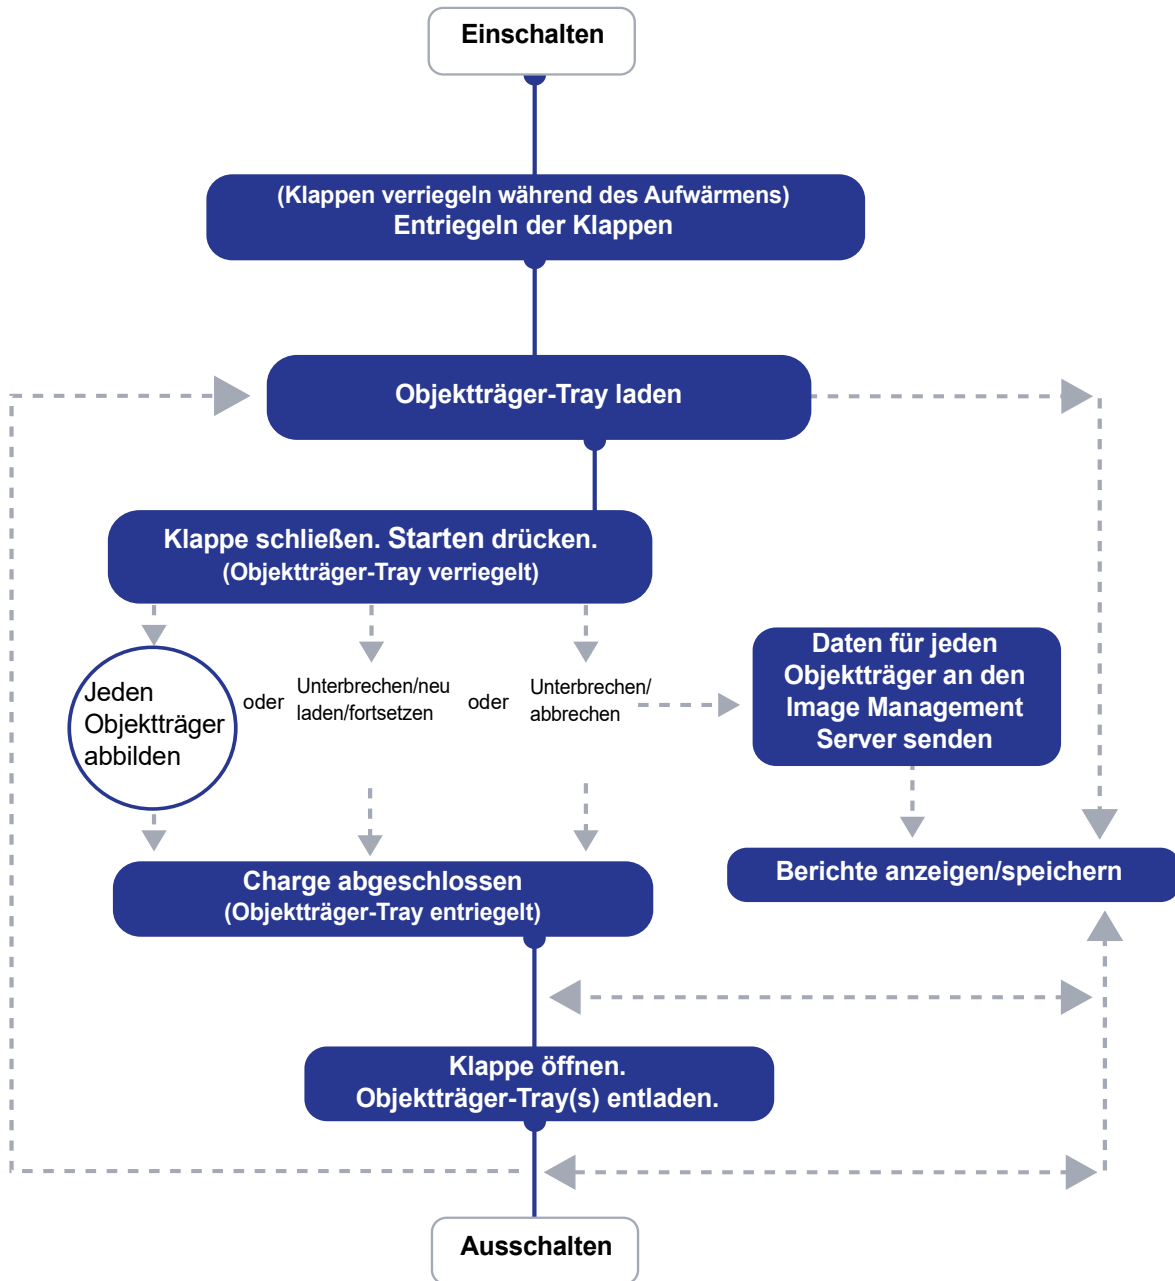 Einschalten
(Klappen verriegeln während des Aufwärmens)
Entriegeln der Klappen
Objektträger-Tray laden
Klappe schließen. Starten drücken.
(Objektträger-Tray verriegelt)
Jeden
Objektträger
abbilden
oder
Unterbrechen/neu
laden/fortsetzen
oder
Unterbrechen/
abbrechen
Daten für jeden
Objektträger an den
Image Management
Server senden
Charge abgeschlossen
(Objektträger-Tray entriegelt)
Berichte anzeigen/speichern
Klappe öffnen.
Objektträger-Tray(s) entladen.
Ausschalten